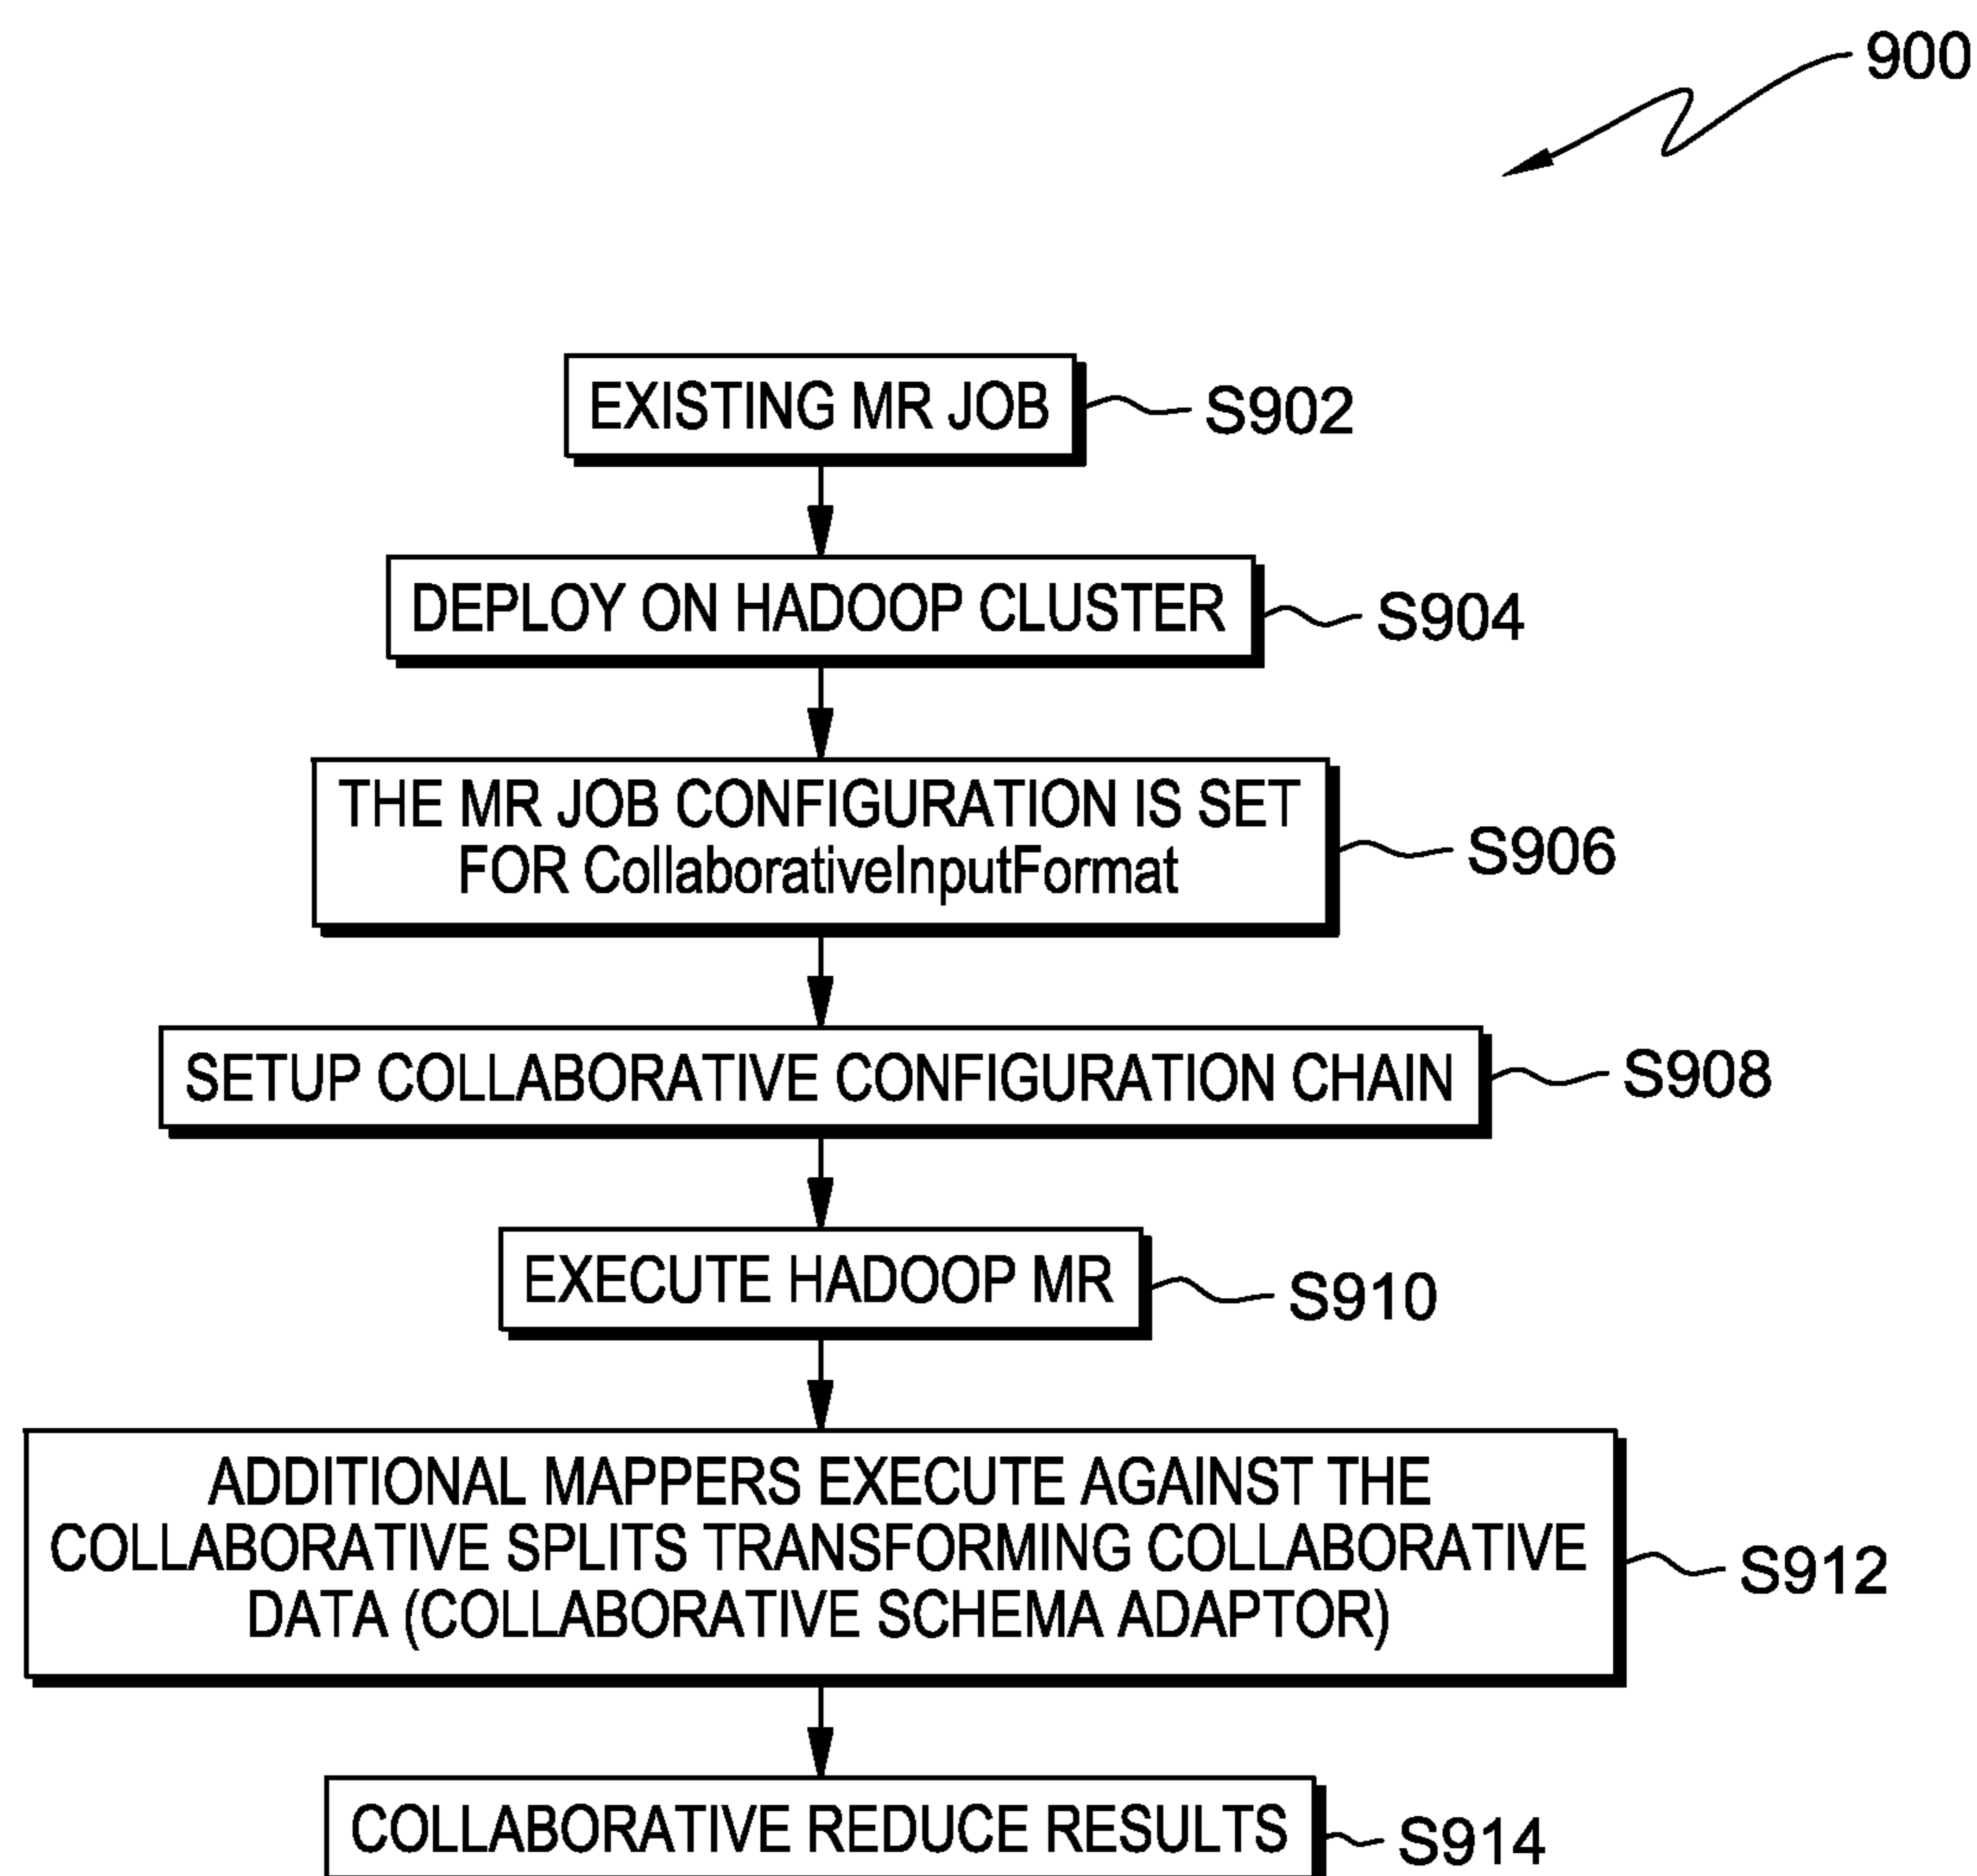 900
EXISTING MR JOB
S902
DEPLOY ON HADOOP CLUSTER
S904
THE MR JOB CONFIGURATION IS SET
FOR CollaborativeInputFormat
S906
SETUP COLLABORATIVE CONFIGURATION CHAIN
S908
EXECUTE HADOOP MR
S910
ADDITIONAL MAPPERS EXECUTE AGAINST THE
COLLABORATIVE SPLITS TRANSFORMING COLLABORATIVE
DATA (COLLABORATIVE SCHEMA ADAPTOR)
S912
COLLABORATIVE REDUCE RESULTS
S914